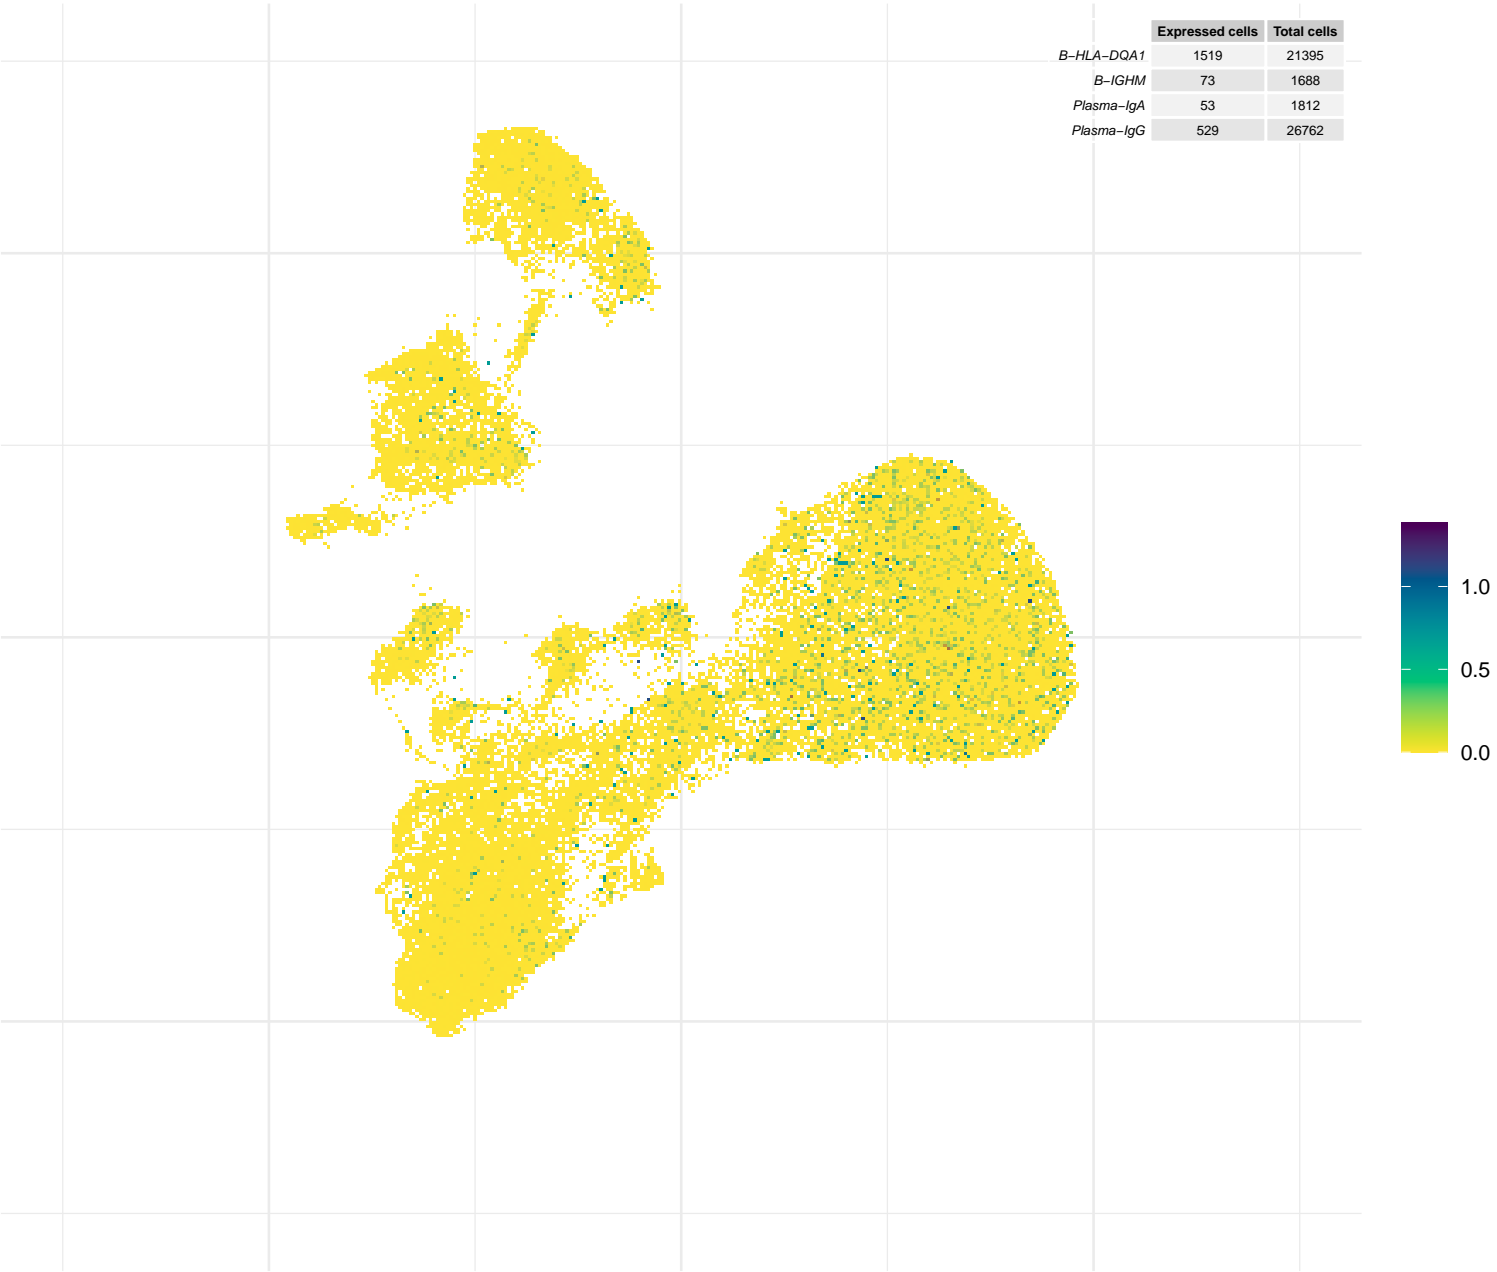 Expressed cells Total cells
B−HLA−DQA1 1519 21395
B−IGHM 73 1688
Plasma−IgA 53 1812
Plasma−IgG 529 26762
1.0
0.5
0.0